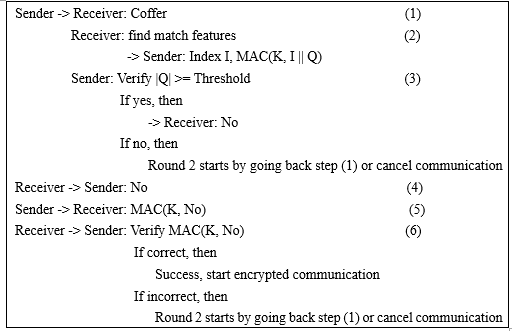 Sender -> Receiver: Coffer (1)
Receiver: find match features (2)
-> Sender: Index I, MAC(K, I || Q)
Sender: Verify |Q| >= Threshold (3)
If yes, then
-> Receiver: No
If no, then
Round 2 starts by going back step (1) or cancel communication
Receiver -> Sender: No (4)
Sender -> Receiver: MAC(K, No) (5)
Receiver -> Sender: Verify MAC(K, No) (6)
If correct, then
Success, start encrypted communication
If incorrect, then
Round 2 starts by going back step (1) or cancel communication